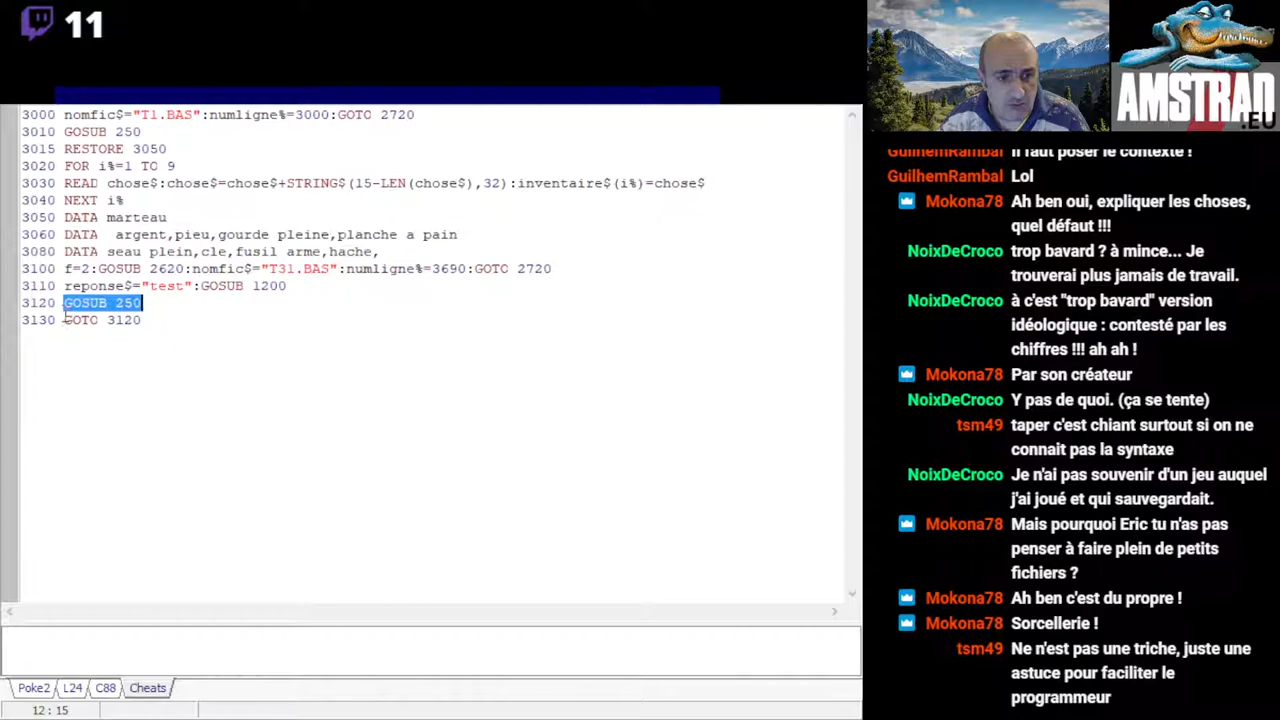 11
3000 nomfic$="T1.BAS":numligne%=3000:GOTO 2720
3010 GOSUB 250
3015 RESTORE 3050
3020 FOR i%=1 TO 9
3030 READ chose$:chose$=chose$+STRING$(15-LEN(chose$),32):inventaire$(i%)=chose$
3040 NEXT i%
3050 DATA marteau
3060 DATA  argent,pieu,gourde pleine,planche a pain
3080 DATA seau plein,cle,fusil arme,hache,
3100 f=2:GOSUB 2620:nomfic$="T31.BAS":numligne%=3690:GOTO 2720
3110 reponse$="test":GOSUB 1200
3120 GOSUB 250
3130 GOTO 3120
Poke2 L24 C88 Cheats
12:15
AMSTRAD
.EU
GuilhemRambal Il faut poser le contexte !
GuilhemRambal Lol
Mokona78 Ah ben oui, expliquer les choses,
quel défaut !!!
NoixDeCroco trop bavard ? à mince... Je
trouverai plus jamais de travail.
NoixDeCroco à c'est "trop bavard" version
idéologique : contesté par les
chiffres !!! ah ah !
Mokona78 Par son créateur
NoixDeCroco Y pas de quoi. (ça se tente)
tsm49 taper c'est chiant surtout si on ne
connait pas la syntaxe
NoixDeCroco Je n'ai pas souvenir d'un jeu auquel
j'ai joué et qui sauvegardait.
Mokona78 Mais pourquoi Eric tu n'as pas
penser à faire plein de petits
fichiers ?
Mokona78 Ah ben c'est du propre !
Mokona78 Sorcellerie !
tsm49 Ne n'est pas une triche, juste une
astuce pour faciliter le
programmeur